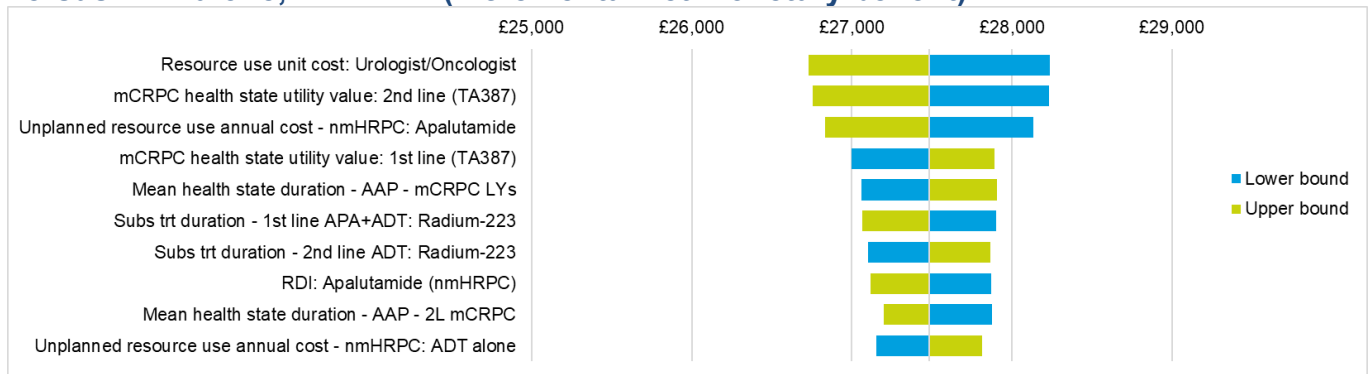 £25,000 £26,000 £27,000 £28,000 £29,000
Resource use unit cost: Urologist/Oncologist
mCRPC health state utility value: 2nd line (TA387)
Unplanned resource use annual cost - nmHRPC: Apalutamide
mCRPC health state utility value: 1st line (TA387)
Mean health state duration - AAP - mCRPC LYs
Subs trt duration - 1st line APA+ADT: Radium-223
Subs trt duration - 2nd line ADT: Radium-223
RDI: Apalutamide (nmHRPC)
Mean health state duration - AAP - 2L mCRPC
Unplanned resource use annual cost - nmHRPC: ADT alone
Lower bound
Upper bound